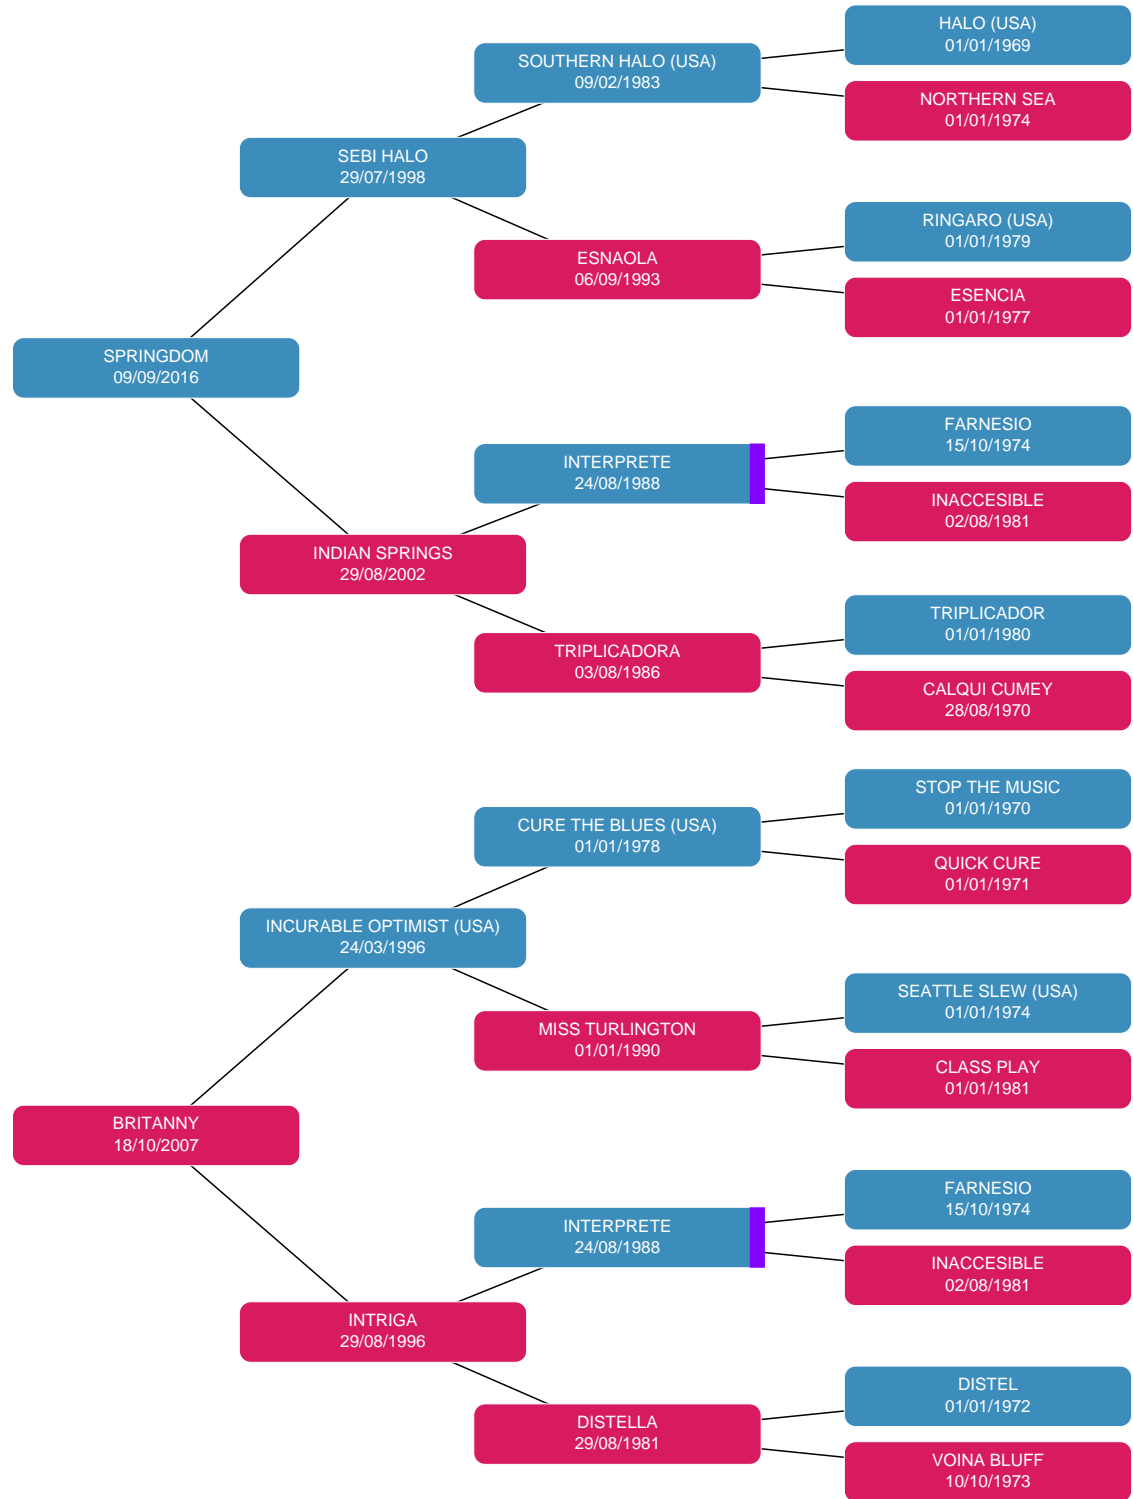 HALO (USA)
01/01/1969
SOUTHERN HALO (USA)
09/02/1983
NORTHERN SEA
01/01/1974
SEBI HALO
29/07/1998
RINGARO (USA)
01/01/1979
ESNAOLA
06/09/1993
ESENCIA
01/01/1977
SPRINGDOM
09/09/2016
FARNESIO
15/10/1974
INTERPRETE
24/08/1988
INACCESIBLE
02/08/1981
INDIAN SPRINGS
29/08/2002
TRIPLICADOR
01/01/1980
TRIPLICADORA
03/08/1986
CALQUI CUMEY
28/08/1970
STOP THE MUSIC
01/01/1970
CURE THE BLUES (USA)
01/01/1978
QUICK CURE
01/01/1971
INCURABLE OPTIMIST (USA)
24/03/1996
SEATTLE SLEW (USA)
01/01/1974
MISS TURLINGTON
01/01/1990
CLASS PLAY
01/01/1981
BRITANNY
18/10/2007
FARNESIO
15/10/1974
INTERPRETE
24/08/1988
INACCESIBLE
02/08/1981
INTRIGA
29/08/1996
DISTEL
01/01/1972
DISTELLA
29/08/1981
VOINA BLUFF
10/10/1973